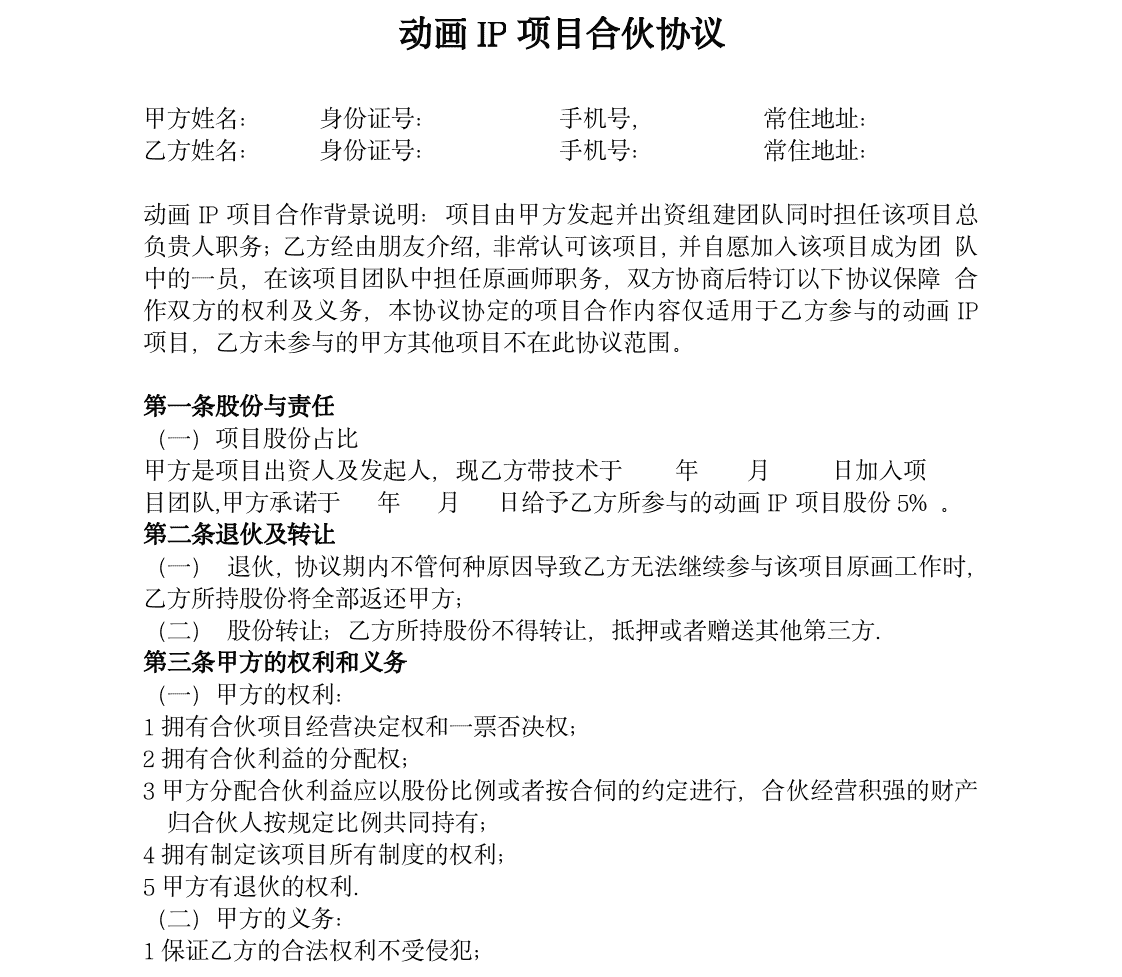 动画 IP 项目合伙协议
甲方姓名： 身份证号： 手机号， 常住地址：
乙方姓名： 身份证号： 手机号： 常住地址：
动画 IP 项目合作背景说明：项目由甲方发起并出资组建团队同时担任该项目总
负贵人职务；乙方经由朋友介绍，非常认可该项目，并自愿加入该项目成为团 队
中的一员，在该项目团队中担任原画师职务，双方协商后特订以下协议保障 合
作双方的权利及义务，本协议协定的项目合作内容仅适用于乙方参与的动画 IP
项目，乙方未参与的甲方其他项目不在此协议范围。
第一条股份与责任
（一）项目股份占比
甲方是项目出资人及发起人，现乙方带技术于 年 月 日加入项
目团队,甲方承诺于 年 月 日给予乙方所参与的动画 IP 项目股份 5% 。
第二条退伙及转让
（一） 退伙，协议期内不管何种原因导致乙方无法继续参与该项目原画工作时，
乙方所持股份将全部返还甲方；
（二） 股份转让；乙方所持股份不得转让，抵押或者赠送其他第三方.
第三条甲方的权利和义务
（一）甲方的权利：
1 拥有合伙项目经营决定权和一票否决权；
2 拥有合伙利益的分配权；
3 甲方分配合伙利益应以股份比例或者按合伺的约定进行，合伙经营积强的财产
归合伙人按规定比例共同持有；
4 拥有制定该项目所有制度的权利；
5 甲方有退伙的权利.
（二）甲方的义务：
1 保证乙方的合法权利不受侵犯；